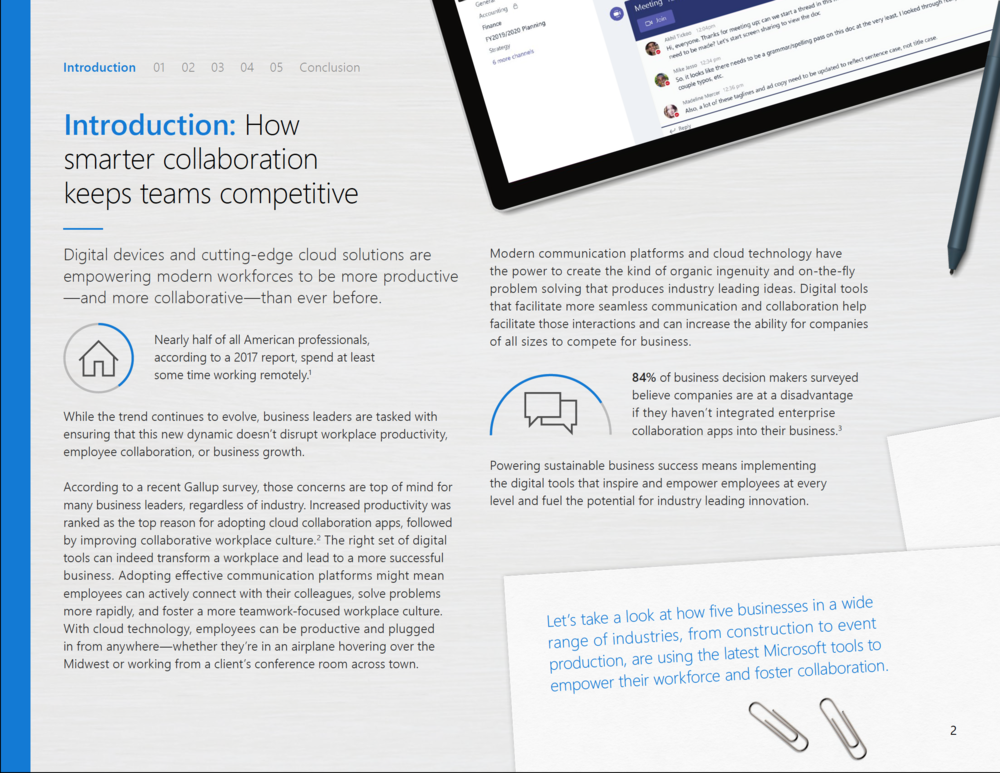 General
Accounting
Finance
FY2019/2020 Planning
Strategy
6 more channels
Meeting
Join
12:04pm
Hi, everyone. Thanks for meeting up; can we start a thread in this
need to be made? Let's start screen sharing to view the doc.
12:34 pm
So, it looks like there needs to be a grammar/spelling pass on this doc at the very least. I looked through
couple typos, etc.
Madeline Mercer 12:36 pm
Also, a lot of these taglines and ad copy need to be updated to reflect sentence case, not title case.
Reply
Introduction 01 02 03 04 05 Conclusion
Introduction: How
smarter collaboration
keeps teams competitive
Digital devices and cutting-edge cloud solutions are
empowering modern workforces to be more productive
—and more collaborative—than ever before.
Nearly half of all American professionals,
according to a 2017 report, spend at least
some time working remotely.¹
While the trend continues to evolve, business leaders are tasked with
ensuring that this new dynamic doesn't disrupt workplace productivity,
employee collaboration, or business growth.
According to a recent Gallup survey, those concerns are top of mind for
many business leaders, regardless of industry. Increased productivity was
ranked as the top reason for adopting cloud collaboration apps, followed
by improving collaborative workplace culture.² The right set of digital
tools can indeed transform a workplace and lead to a more successful
business. Adopting effective communication platforms might mean
employees can actively connect with their colleagues, solve problems
more rapidly, and foster a more teamwork-focused workplace culture.
With cloud technology, employees can be productive and plugged
in from anywhere—whether they're in an airplane hovering over the
Midwest or working from a client's conference room across town.
Modern communication platforms and cloud technology have
the power to create the kind of organic ingenuity and on-the-fly
problem solving that produces industry leading ideas. Digital tools
that facilitate more seamless communication and collaboration help
facilitate those interactions and can increase the ability for companies
of all sizes to compete for business.
84% of business decision makers surveyed
believe companies are at a disadvantage
if they haven't integrated enterprise
collaboration apps into their business.³
Powering sustainable business success means implementing
the digital tools that inspire and empower employees at every
level and fuel the potential for industry leading innovation.
Let's take a look at how five businesses in a wide
range of industries, from construction to event
production, are using the latest Microsoft tools to
empower their workforce and foster collaboration.
2